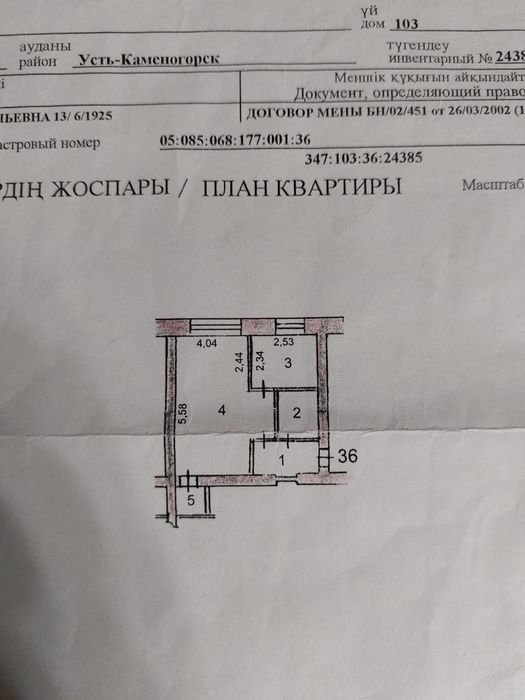 үй
дом 103
ауданы
район Усть-Каменогорск
түгендеу
инвентарный № 2438
і
Меншік құқығын айқындайт
Документ, определяющий право
ЬЕВНА 13/ 6/1925
ДОГОВОР МЕНЫ БН/02/451 от 26/03/2002 (1
астровый номер 05:085:068:177:001:36
347:103:36:24385
РДІҢ ЖОСПАРЫ / ПЛАН КВАРТИРЫ
Масштаб
4,04
2,53
2,44
2,34
3
5,58
4
2
1
36
5